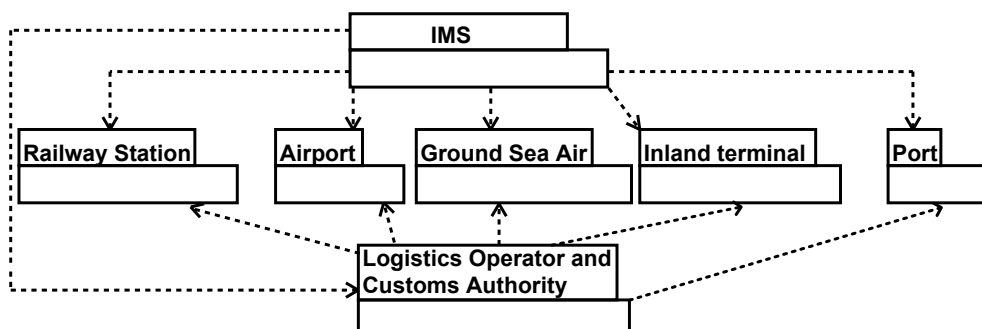 IMS
Railway Station
Airport
Ground Sea Air
Inland terminal
Port
Logistics Operator and
Customs Authority